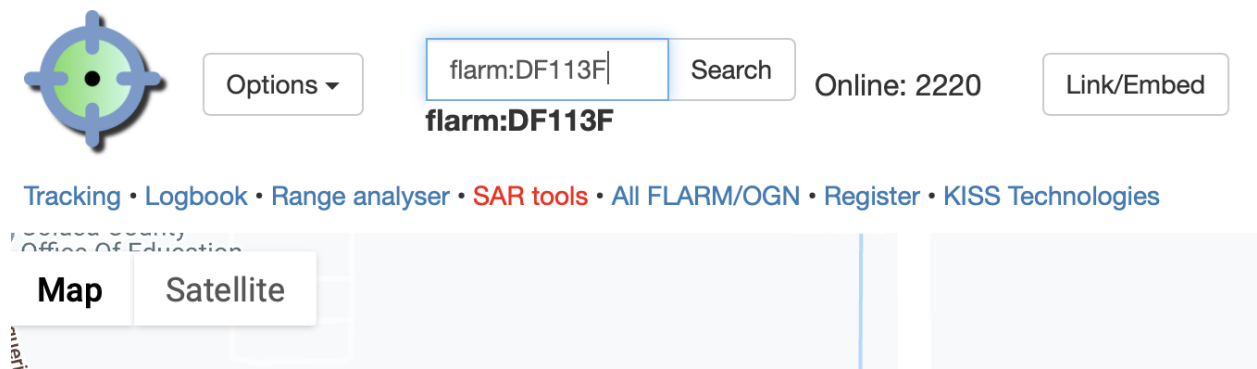 Options
flarm:DF113F
Search
Online: 2220
Link/Embed
flarm:DF113F
Tracking • Logbook • Range analyser • SAR tools • All FLARM/OGN • Register • KISS Technologies
County
Office Of Education
Map
Satellite